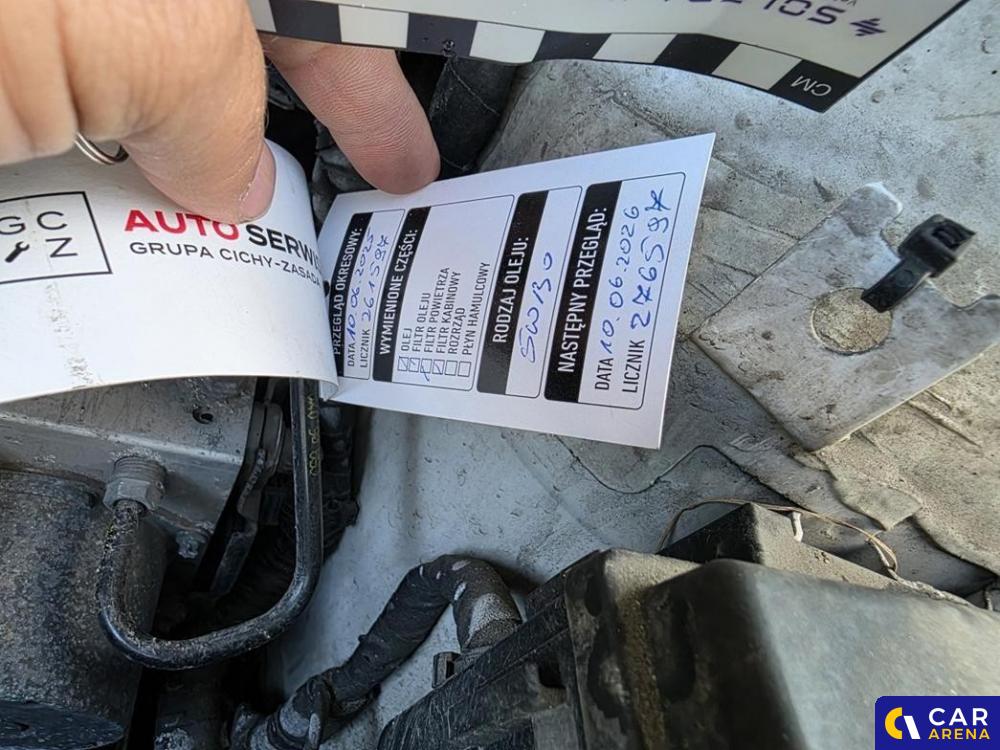 CM
GC
Z
AUTO SERWIS
GRUPA CICHY-ZASADA
PRZEGLĄD OKRESOWY:
DATA 10.06.2025
LICZNIK 261597
WYMIENIONE CZĘŚCI:
OLEJ
FILTR OLEJU
FILTR POWIETRZA
FILTR KABINOWY
ROZRZĄD
PŁYN HAMULCOWY
RODZAJ OLEJU:
5W30
NASTĘPNY PRZEGLĄD:
DATA 10.06.2026
LICZNIK 276597
CAR
ARENA